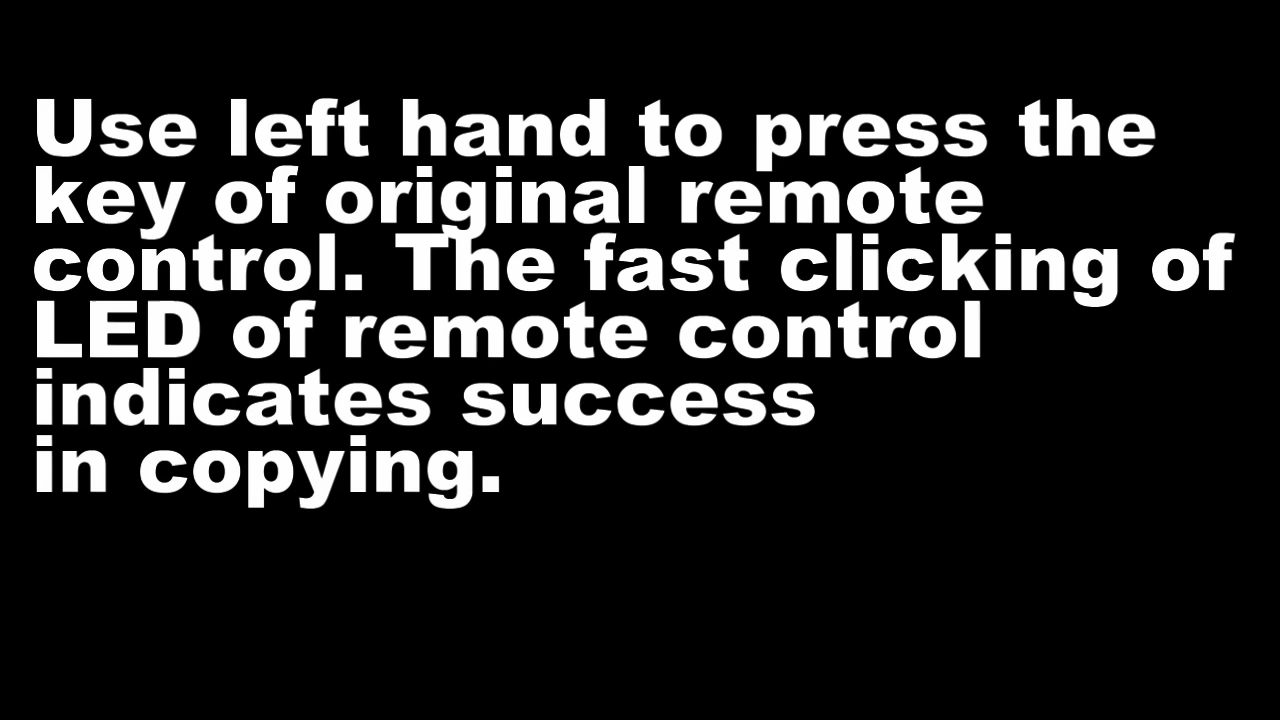 Use left hand to press the
key of original remote
control. The fast clicking of
LED of remote control
indicates success
in copying.